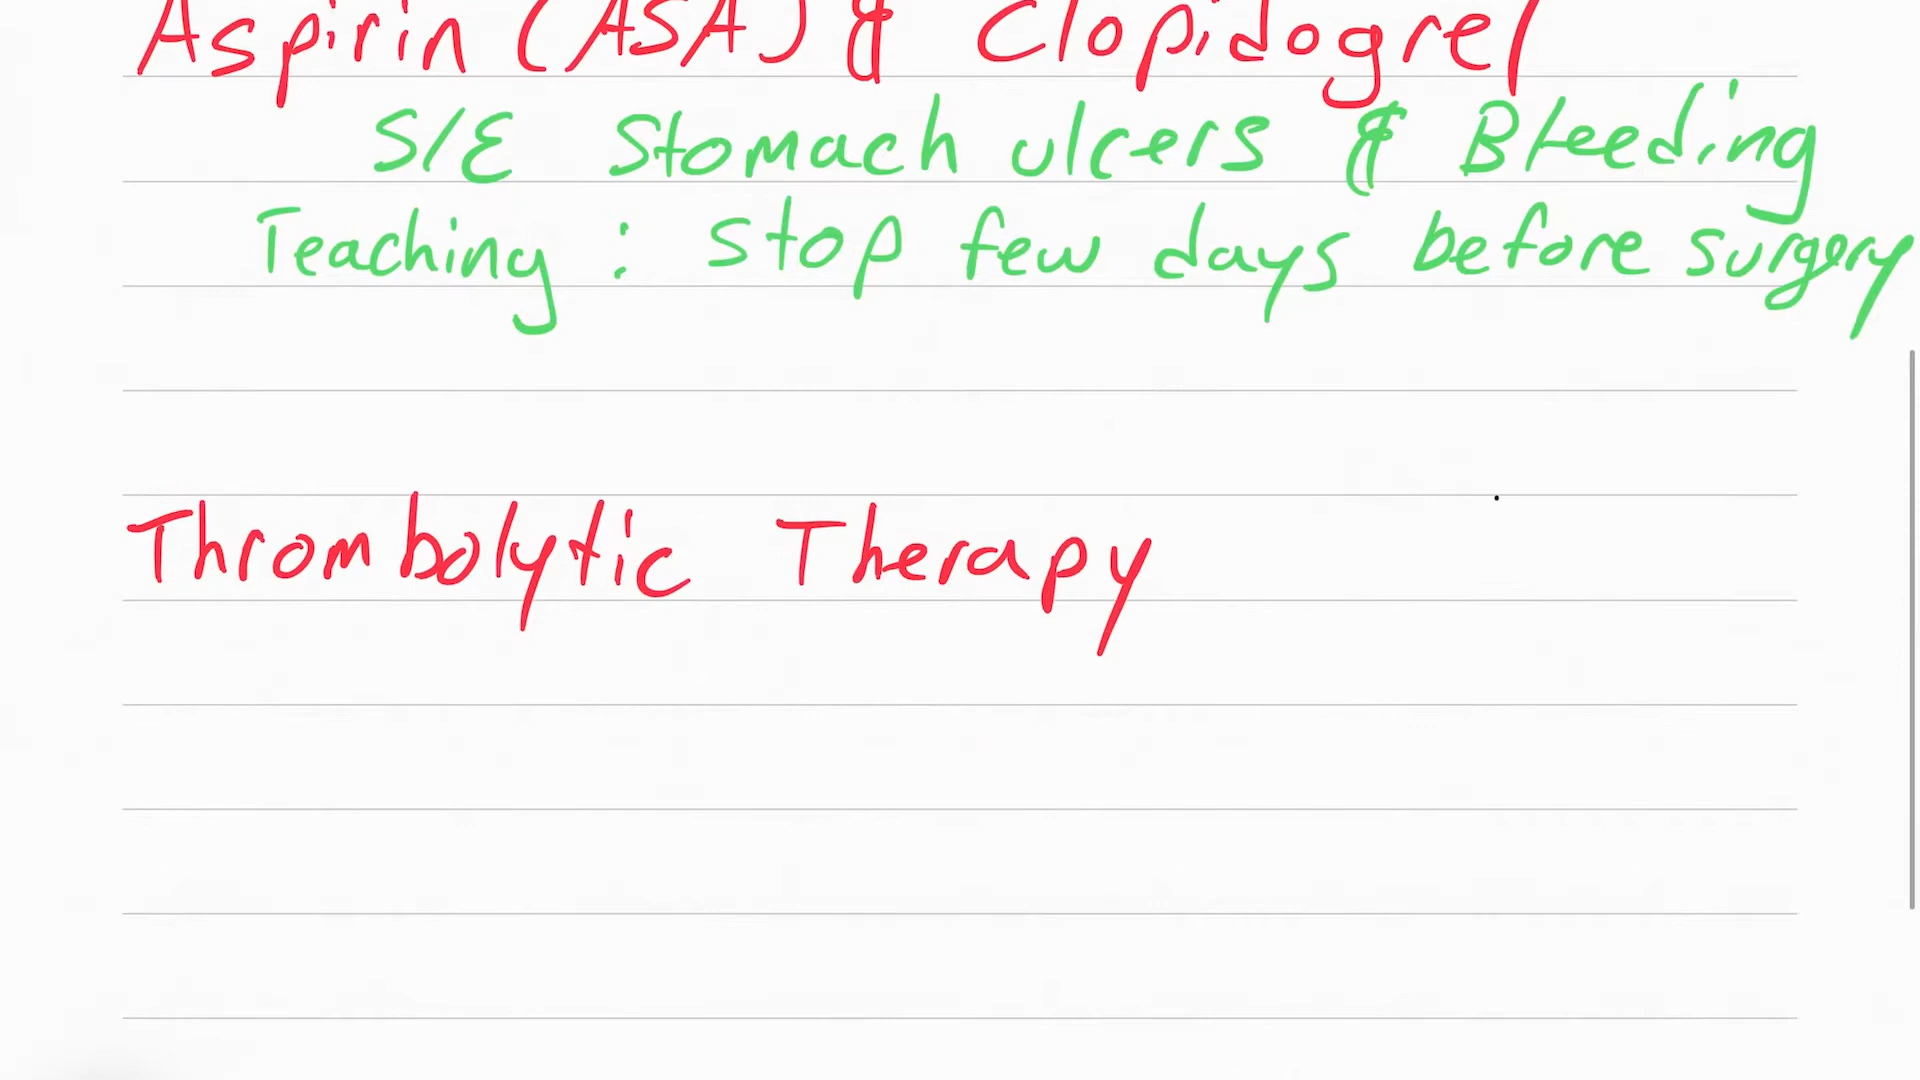 Aspirin (ASA) & Clopidogrel
S/E Stomach ulcers & Bleeding
Teaching : stop few days before surgery
Thrombolytic Therapy